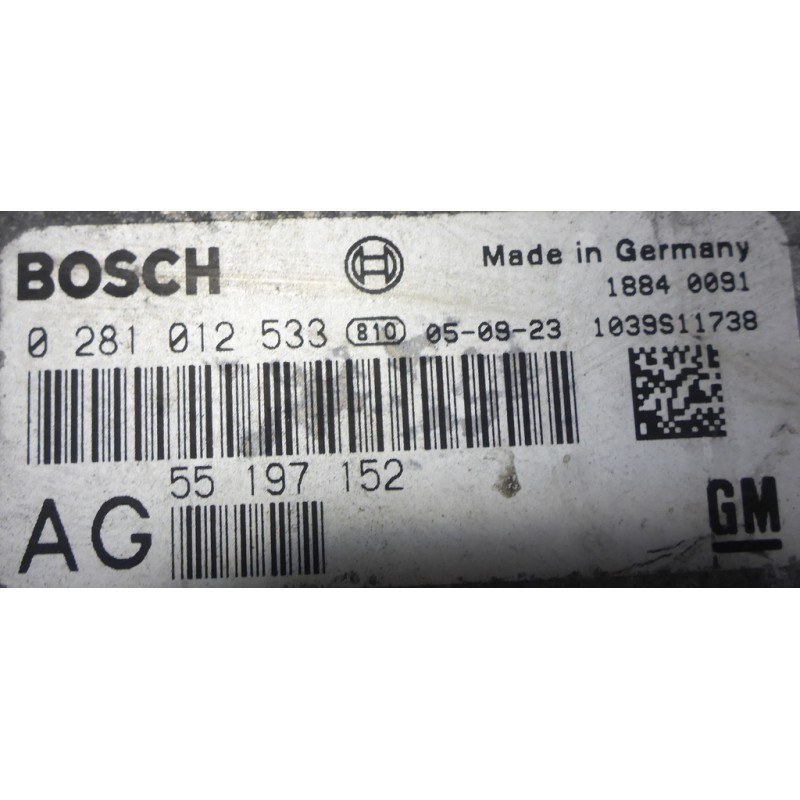 BOSCH
Made in Germany
1884 0091
0 281 012 533 810 05-09-23 1039S11738
55 197 152
AG
GM